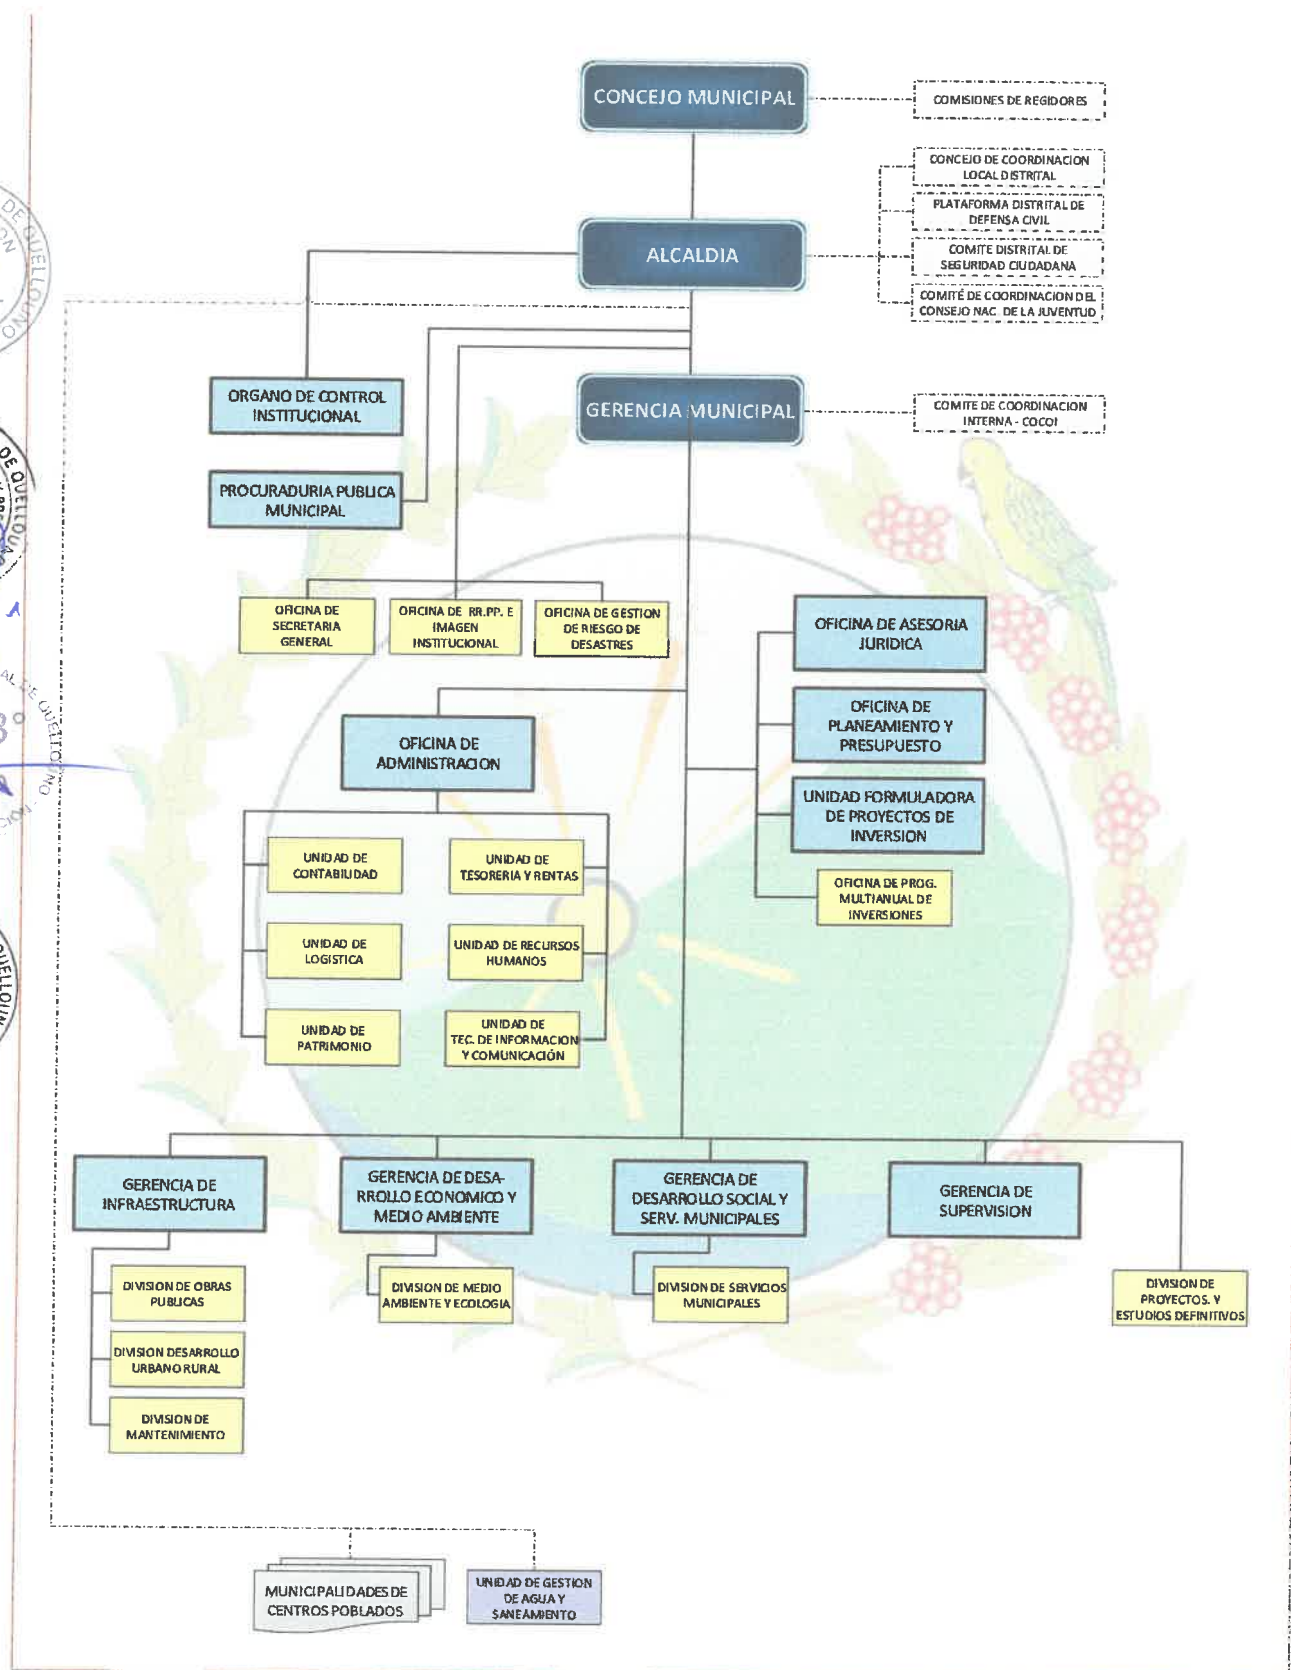 CONCEJO MUNICIPAL
COMISIONES DE REGIDORES
CONCEJO DE COORDINACION
LOCAL DISTRITAL
PLATAFORMA DISTRITAL DE
DEFENSA CIVIL
ALCALDIA
COMITE DISTRITAL DE
SEGURIDAD CIUDADANA
COMITÉ DE COORDINACION DEL
CONSEJO NAC. DE LA JUVENTUD
ORGANO DE CONTROL
INSTITUCIONAL
GERENCIA MUNICIPAL
COMITE DE COORDINACION
INTERNA - COCOI
PROCURADURIA PUBLICA
MUNICIPAL
OFICINA DE
SECRETARIA
GENERAL
OFICINA DE RR.PP. E
IMAGEN
INSTITUCIONAL
OFICINA DE GESTION
DE RIESGO DE
DESASTRES
OFICINA DE ASESORIA
JURIDICA
OFICINA DE
PLANEAMIENTO Y
PRESUPUESTO
UNIDAD FORMULADORA
DE PROYECTOS DE
INVERSION
OFICINA DE PROG.
MULTIANUAL DE
INVERSIONES
OFICINA DE
ADMINISTRACION
UNIDAD DE
CONTABILIDAD
UNIDAD DE
TESORERIA Y RENTAS
UNIDAD DE
LOGISTICA
UNIDAD DE RECURSOS
HUMANOS
UNIDAD DE
PATRIMONIO
UNIDAD DE
TEC. DE INFORMACION
Y COMUNICACIÓN
GERENCIA DE
INFRAESTRUCTURA
GERENCIA DE DESA-
RROLLO ECONOMICO Y
MEDIO AMBIENTE
GERENCIA DE
DESARROLLO SOCIAL Y
SERV. MUNICIPALES
GERENCIA DE
SUPERVISION
DIVISION DE OBRAS
PUBLICAS
DIVISION DESARROLLO
URBANO RURAL
DIVISION DE
MANTENIMIENTO
DIVISION DE MEDIO
AMBIENTE Y ECOLOGIA
DIVISION DE SERVICIOS
MUNICIPALES
DIVISION DE
PROYECTOS. Y
ESTUDIOS DEFINITIVOS
MUNICIPALIDADES DE
CENTROS POBLADOS
UNIDAD DE GESTION
DE AGUA Y
SANEAMIENTO
DE QUELLOUNO
DE QUELLOU
AL DE QUELLOUNO
QUELLOUN